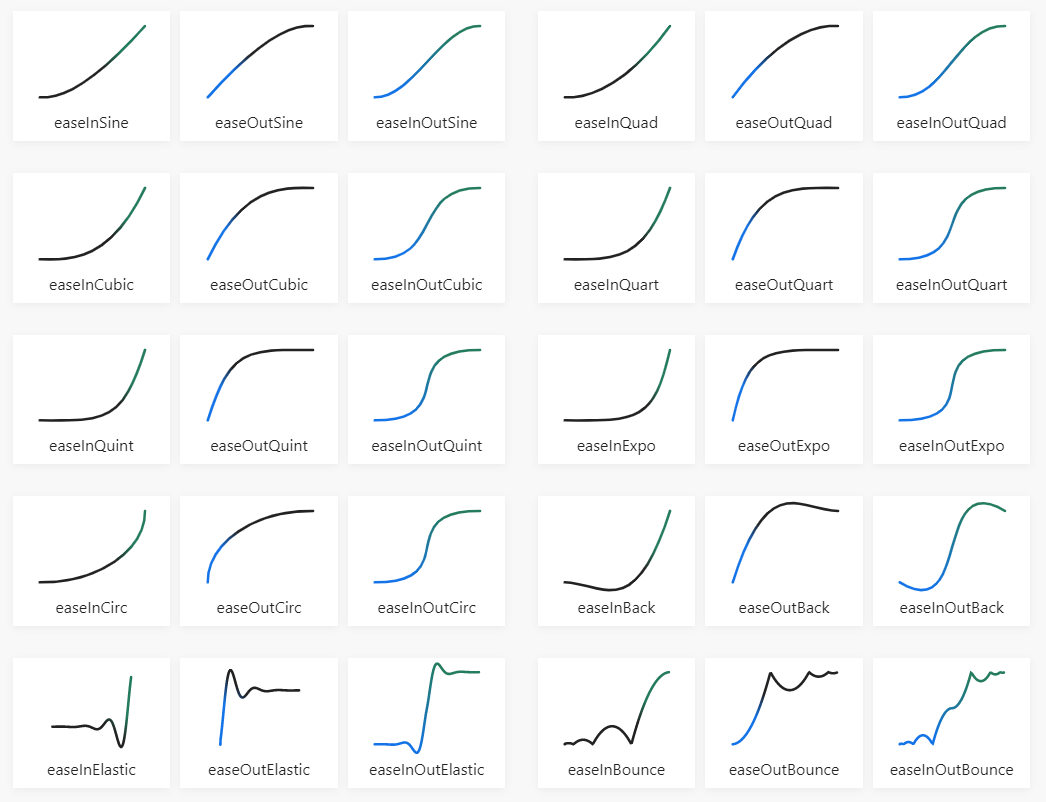 easeInSine easeOutSine easeInOutSine easeInQuad easeOutQuad easeInOutQuad
easeInCubic easeOutCubic easeInOutCubic easeInQuart easeOutQuart easeInOutQuart
easeInQuint easeOutQuint easeInOutQuint easeInExpo easeOutExpo easeInOutExpo
easeInCirc easeOutCirc easeInOutCirc easeInBack easeOutBack easeInOutBack
easeInElastic easeOutElastic easeInOutElastic easeInBounce easeOutBounce easeInOutBounce